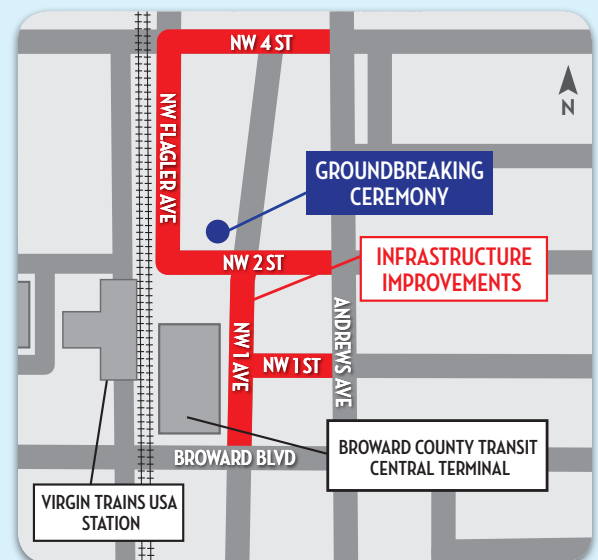 NW 4 ST
N
NW FLAGLER AVE
GROUNDBREAKING
CEREMONY
NW 2 ST
INFRASTRUCTURE
IMPROVEMENTS
NW 1 AVE
NW 1 ST
ANDREWS AVE
BROWARD BLVD
BROWARD COUNTY TRANSIT
CENTRAL TERMINAL
VIRGIN TRAINS USA
STATION